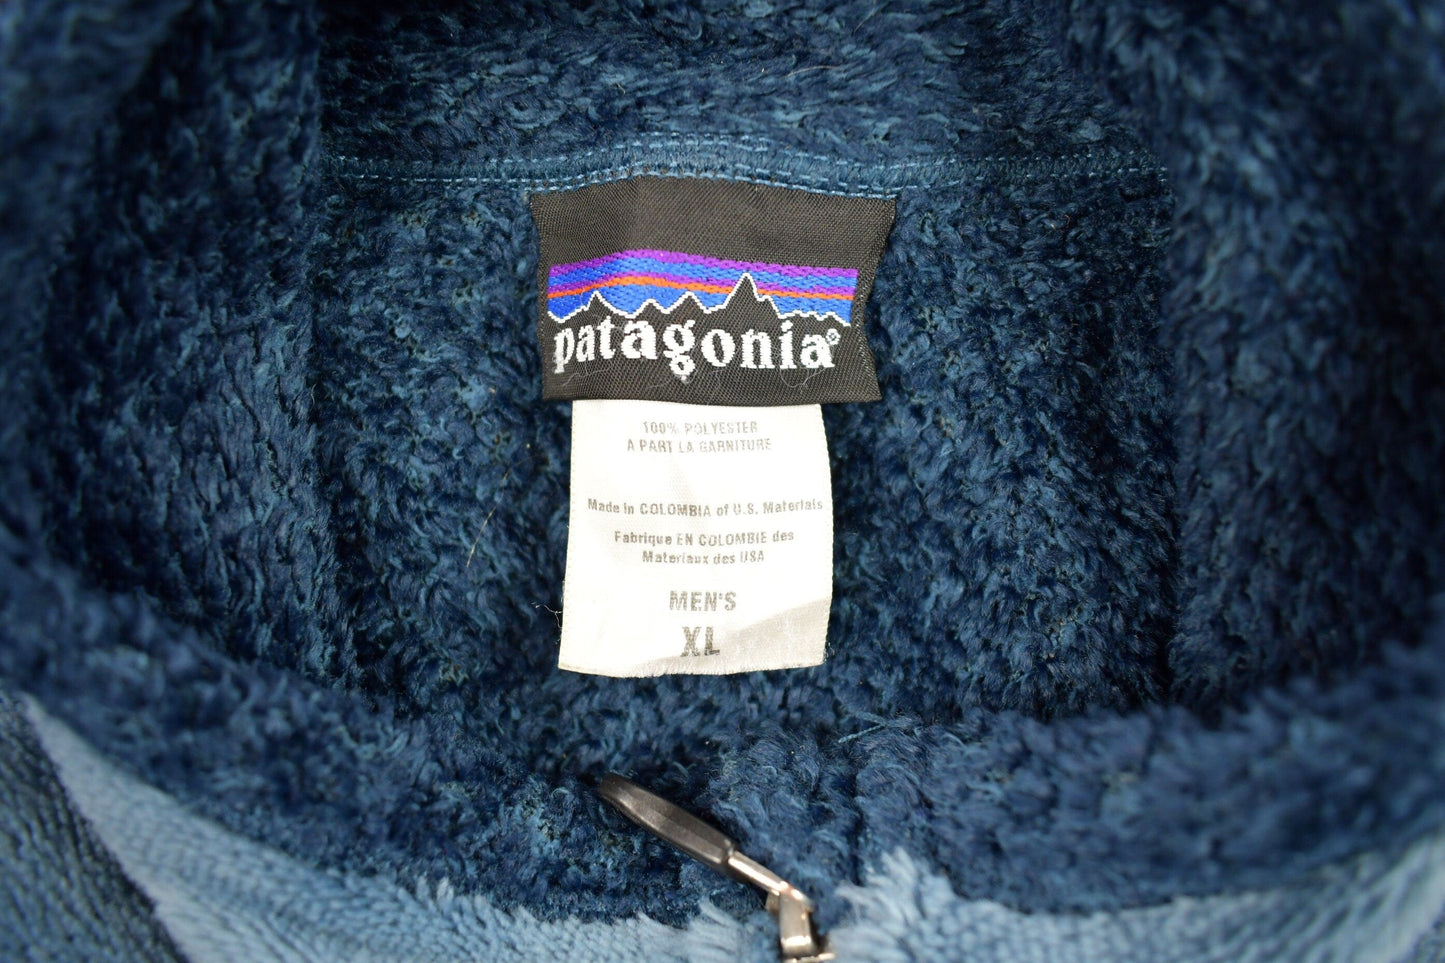 patagonia®
100% POLYESTER
A PART LA GARNITURE
Made in COLOMBIA of U.S. Materials
Fabrique EN COLOMBIE des
Materiaux des USA
MEN'S
XL